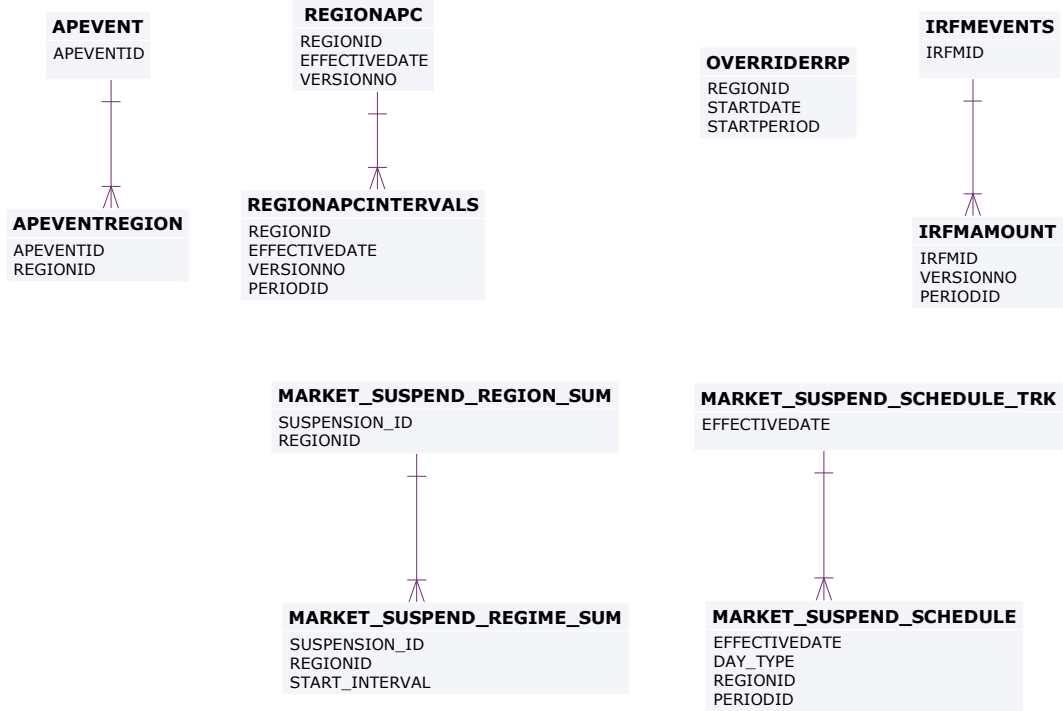 APEVENT
APEVENTID
REGIONAPC
REGIONID
EFFECTIVEDATE
VERSIONNO
OVERRIDERRP
REGIONID
STARTDATE
STARTPERIOD
IRFMEVENTS
IRFMID
APEVENTREGION
APEVENTID
REGIONID
REGIONAPCINTERVALS
REGIONID
EFFECTIVEDATE
VERSIONNO
PERIODID
IRFMAMOUNT
IRFMID
VERSIONNO
PERIODID
MARKET_SUSPEND_REGION_SUM
SUSPENSION_ID
REGIONID
MARKET_SUSPEND_SCHEDULE_TRK
EFFECTIVEDATE
MARKET_SUSPEND_REGIME_SUM
SUSPENSION_ID
REGIONID
START_INTERVAL
MARKET_SUSPEND_SCHEDULE
EFFECTIVEDATE
DAY_TYPE
REGIONID
PERIODID